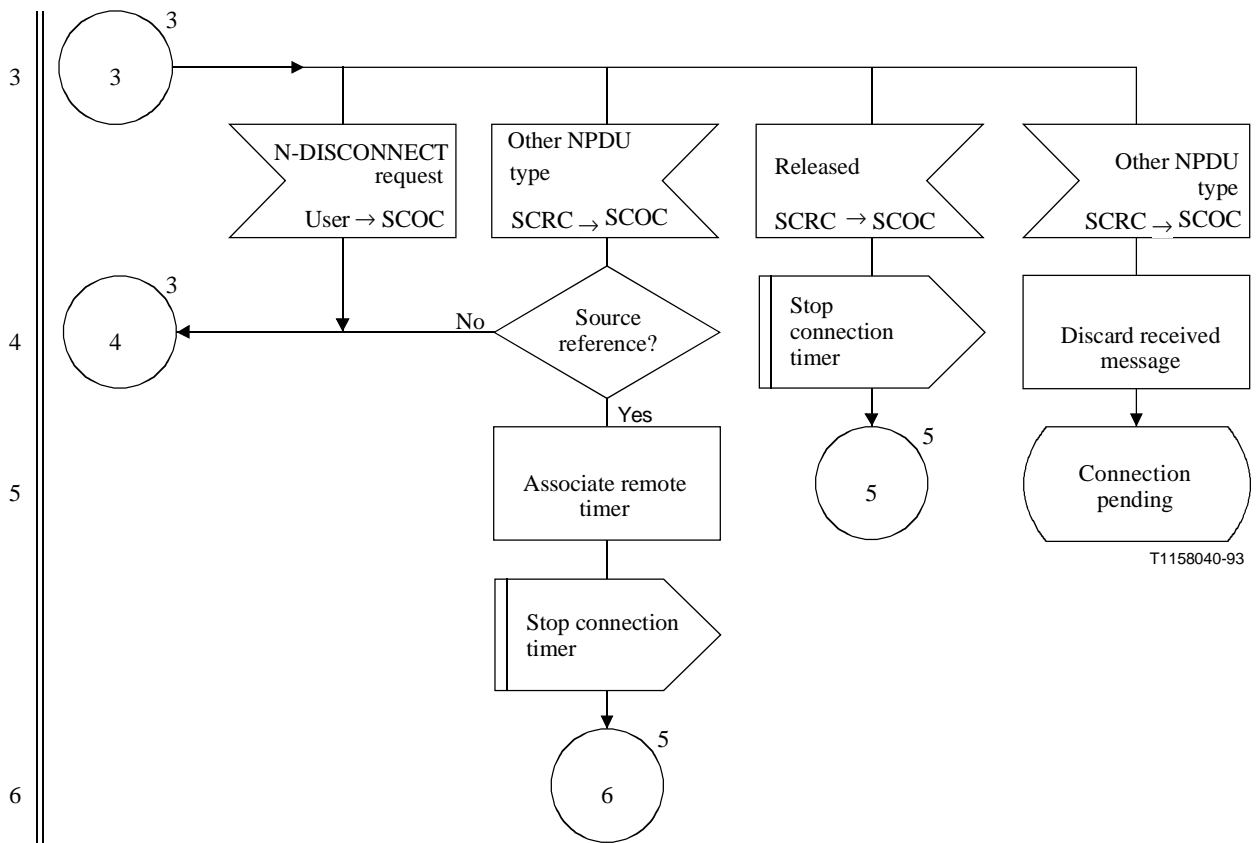 3
3
3
N-DISCONNECT
request
User → SCOC
Other NPDU
type
SCRC → SCOC
Released
SCRC → SCOC
Other NPDU
type
SCRC → SCOC
3
4
4
No
Source
reference?
Yes
Stop
connection
timer
Discard received
message
5
5
5
Associate remote
timer
Connection
pending
T1158040-93
Stop connection
timer
5
6
6